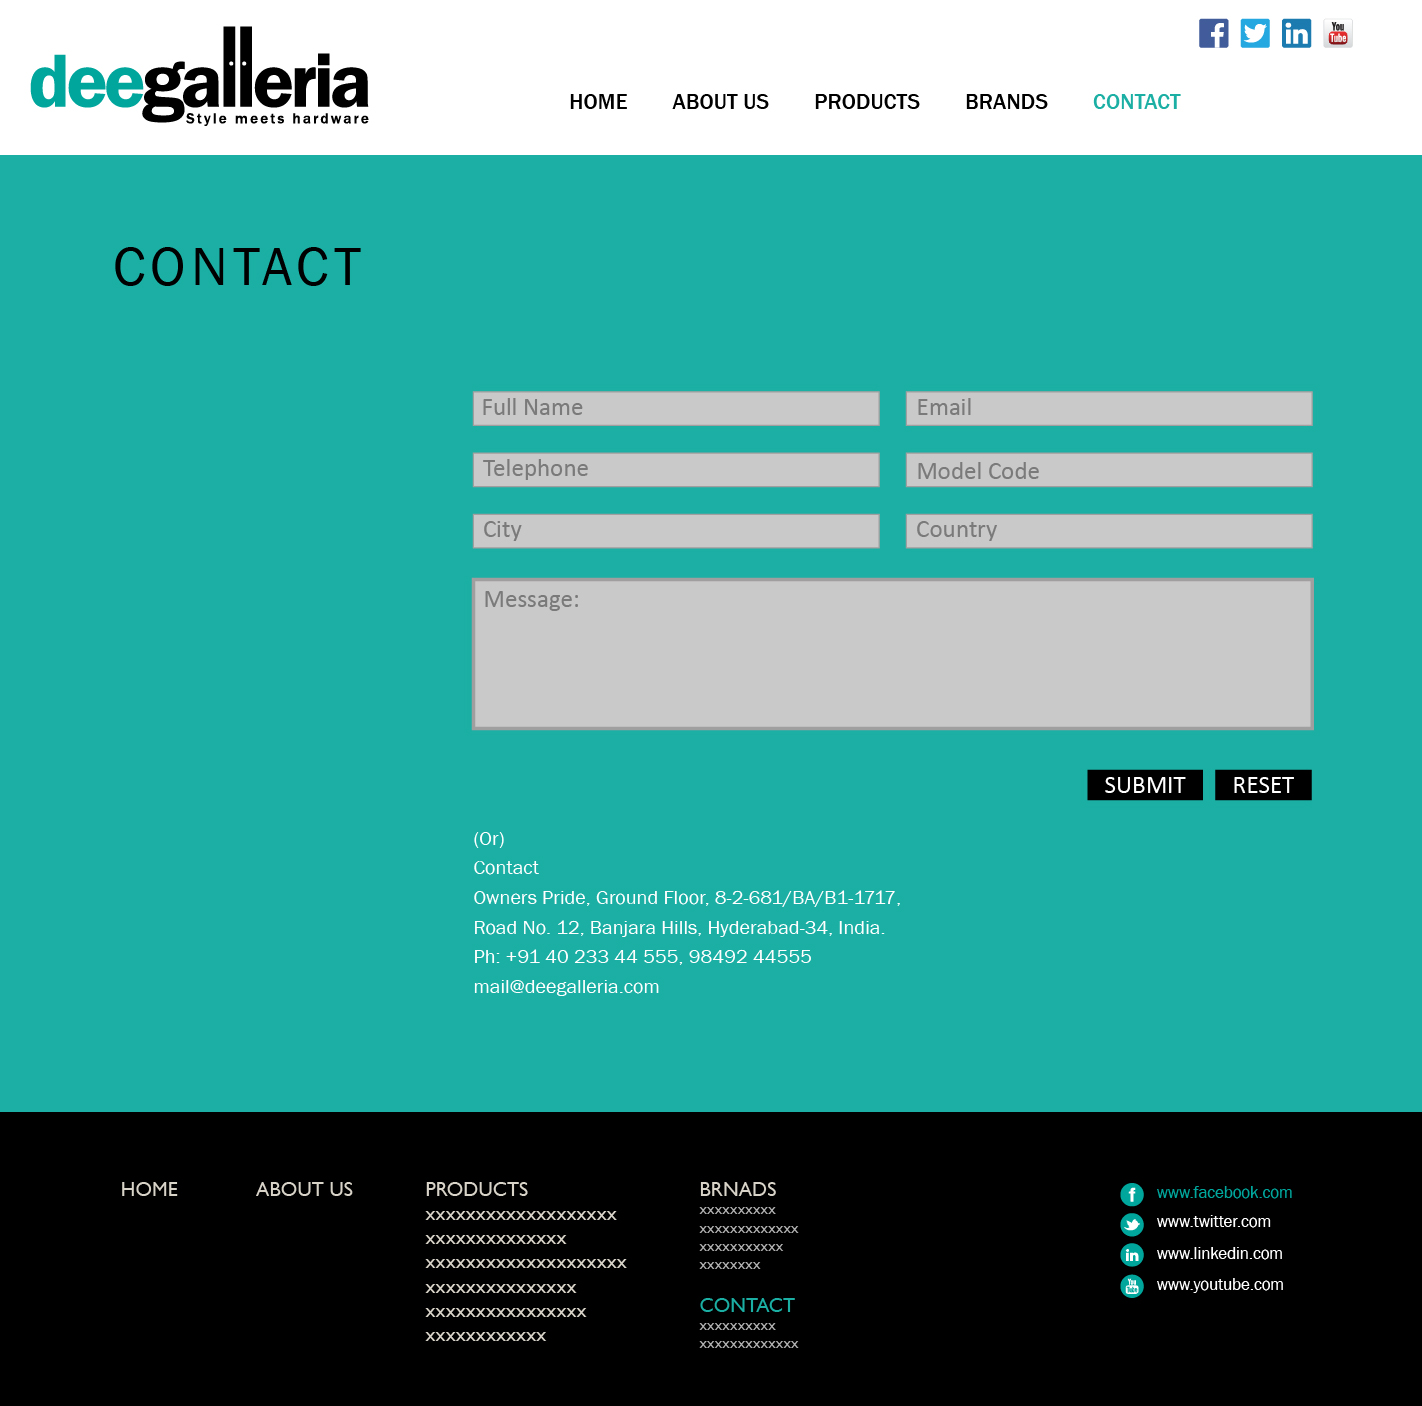 deegalleria
Style meets hardware
You
Tube
HOME ABOUT US PRODUCTS BRANDS CONTACT
CONTACT
Full Name Email
Telephone Model Code
City Country
Message:
SUBMIT RESET
(Or)
Contact
Owners Pride, Ground Floor, 8-2-681/BA/B1-1717,
Road No. 12, Banjara Hills, Hyderabad-34, India.
Ph: +91 40 233 44 555, 98492 44555
mail@deegalleria.com
HOME
ABOUT US
PRODUCTS
xxxxxxxxxxxxxxxxxxx
xxxxxxxxxxxxxx
xxxxxxxxxxxxxxxxxxxx
xxxxxxxxxxxxxxx
xxxxxxxxxxxxxxxx
xxxxxxxxxxxx
BRNADS
xxxxxxxxxx
xxxxxxxxxxxxx
xxxxxxxxxxx
xxxxxxxx
CONTACT
xxxxxxxxxx
xxxxxxxxxxxxx
www.facebook.com
www.twitter.com
www.linkedin.com
www.youtube.com